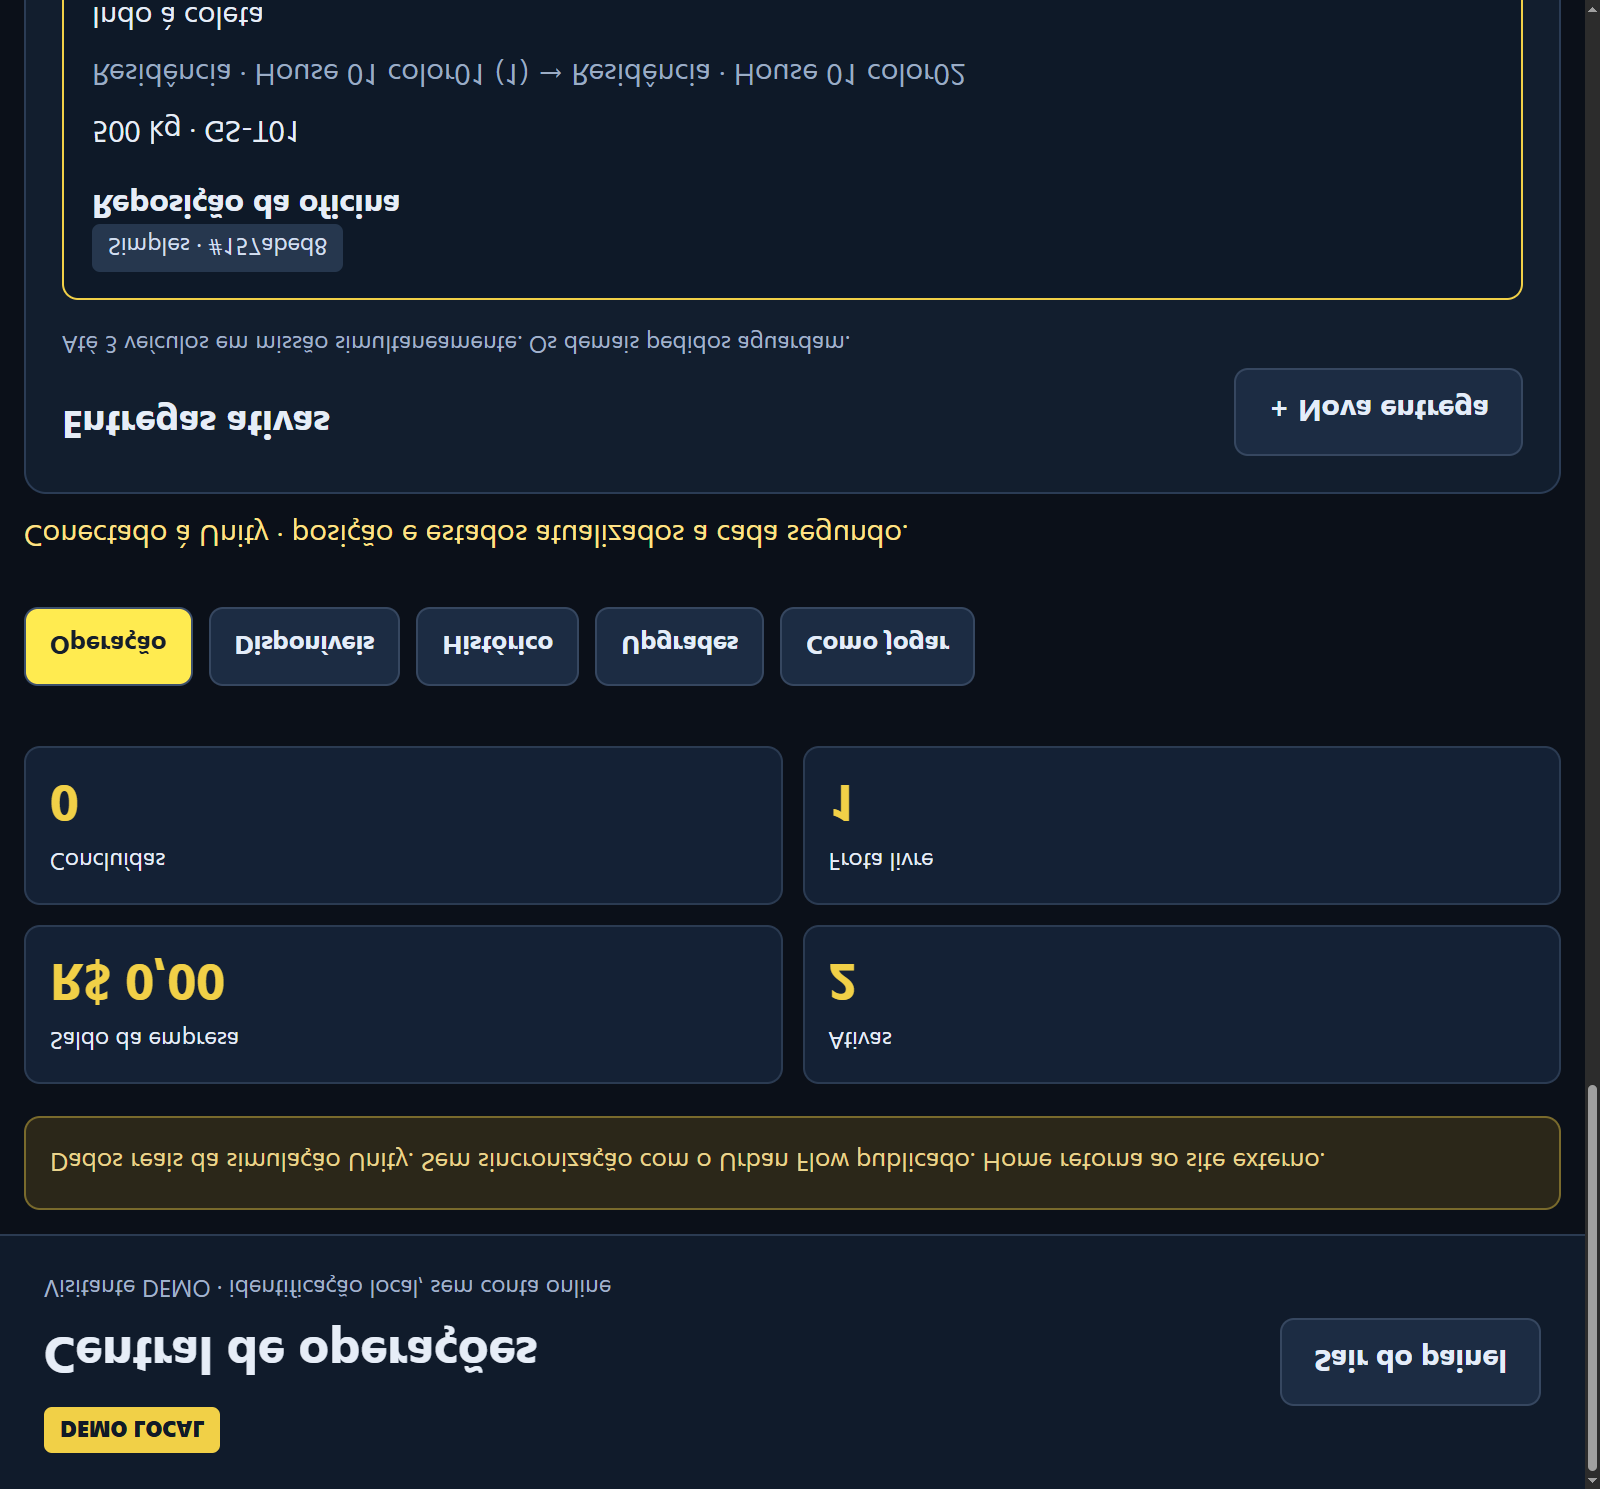 DEMO LOCAL
Central de operações
Visitante DEMO · identificação local, sem conta online
Sair do painel
Dados reais da simulação Unity. Sem sincronização com o Urban Flow publicado. Home retorna ao site externo.
Saldo da empresa
R$ 0,00
Ativas
2
Concluídas
0
Frota livre
1
Operação
Disponíveis
Histórico
Upgrades
Como jogar
Conectado à Unity · posição e estados atualizados a cada segundo.
Entregas ativas
+ Nova entrega
Até 3 veículos em missão simultaneamente. Os demais pedidos aguardam.
Simples · #157abed8
Reposição da oficina
500 kg · GS-T01
Residência · House 01 color01 (1) → Residência · House 01 color02
Indo à coleta